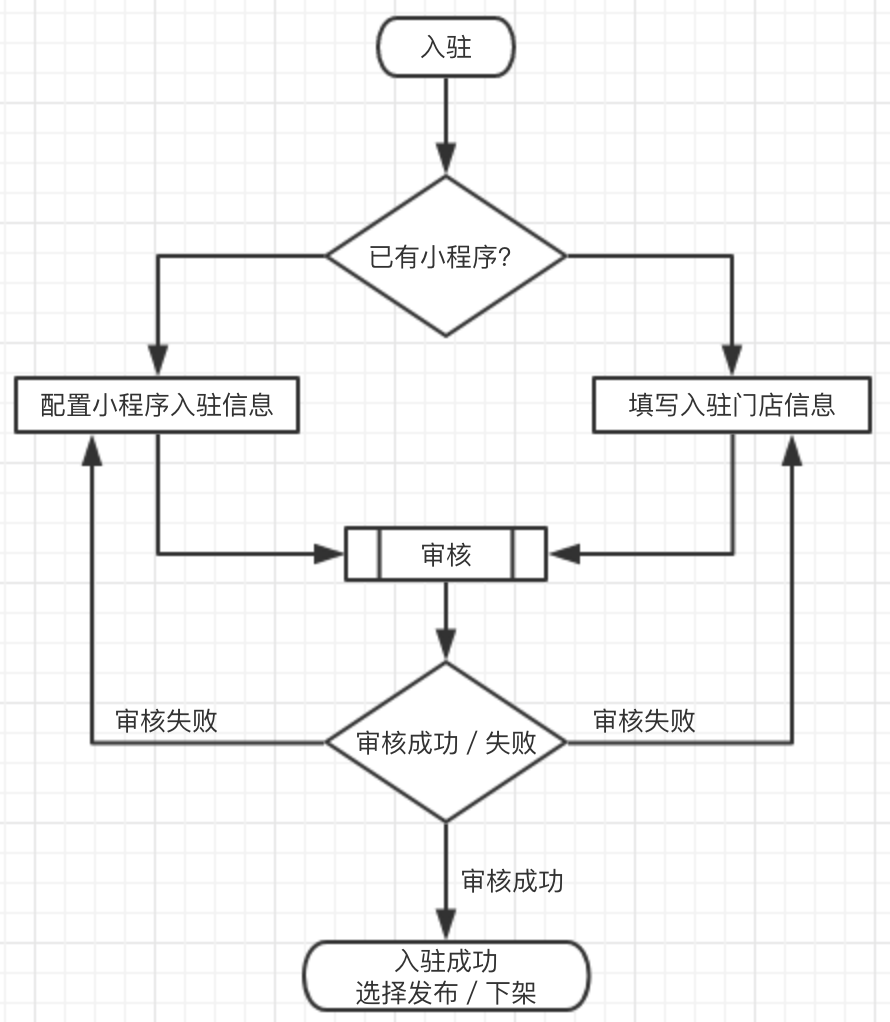 入驻
已有小程序?
配置小程序入驻信息
填写入驻门店信息
审核
审核失败
审核成功 / 失败
审核失败
审核成功
入驻成功
选择发布 / 下架